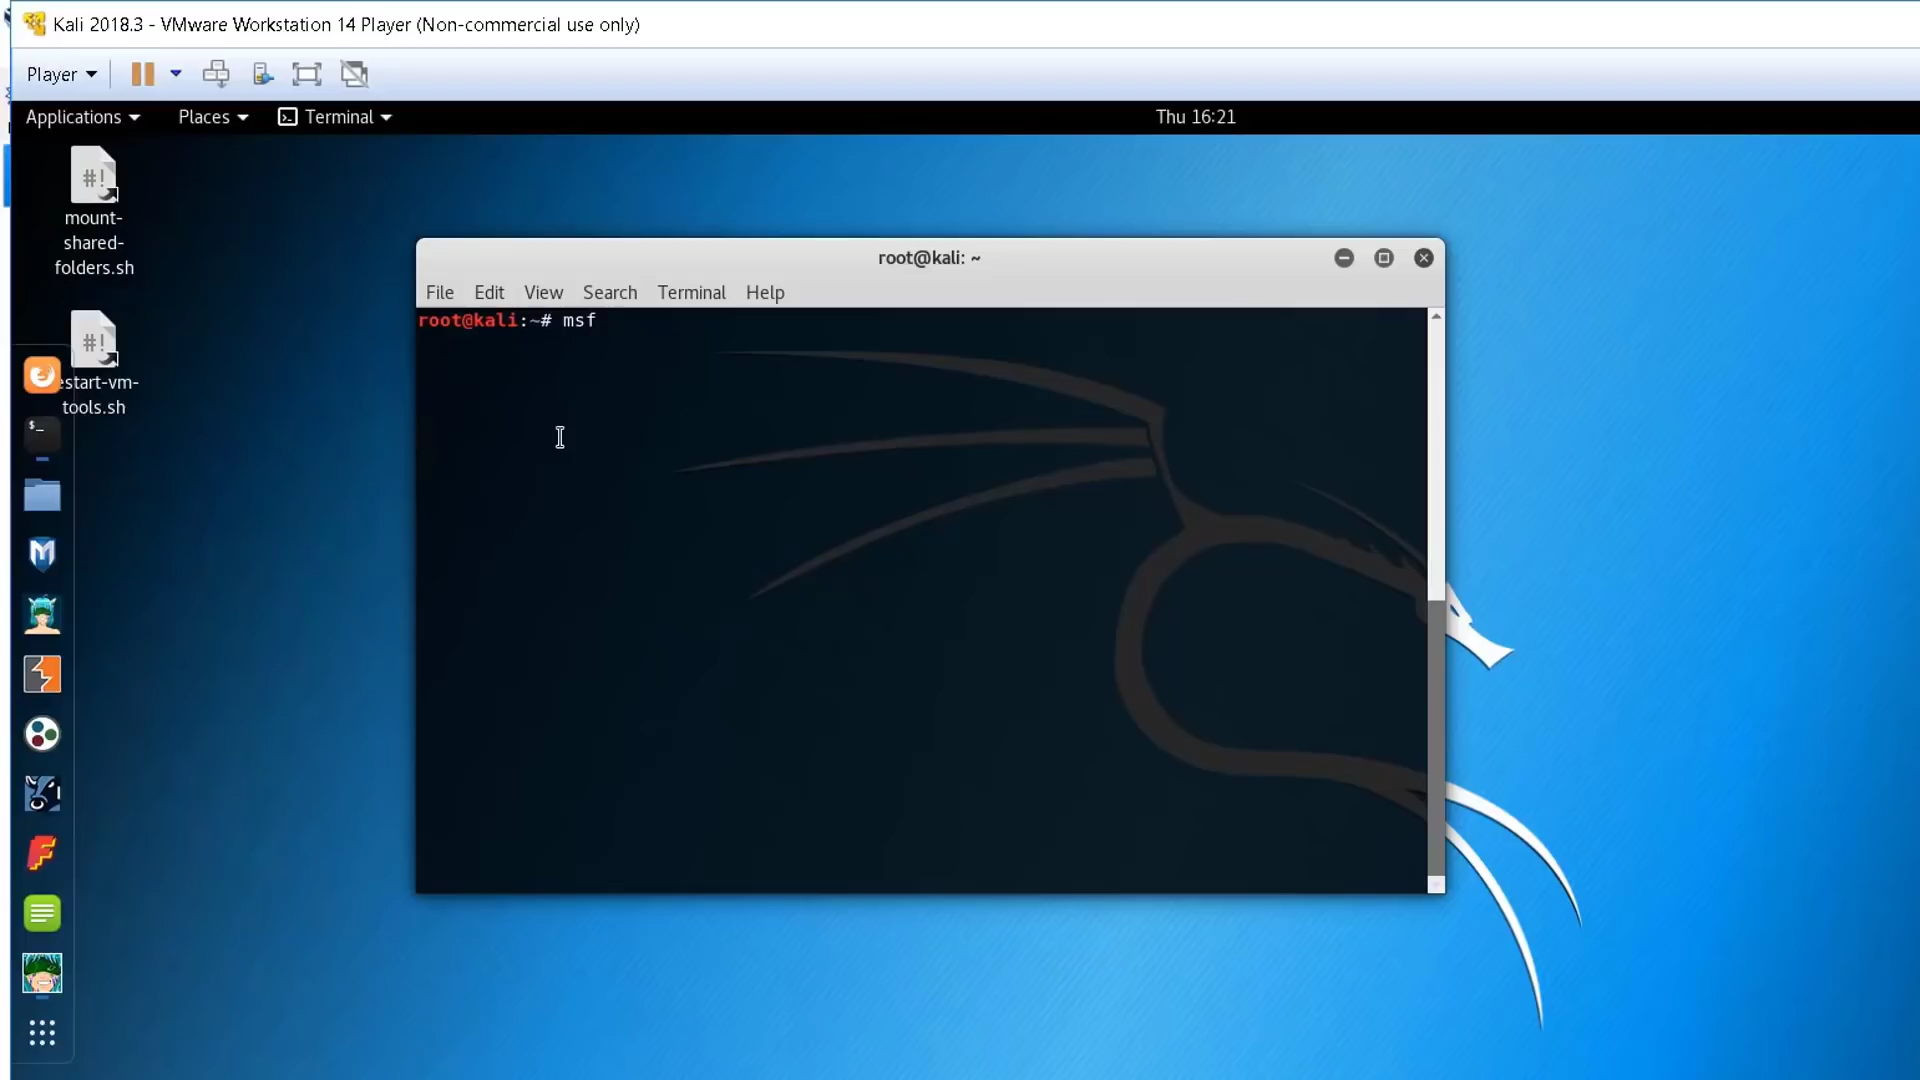 Kali 2018.3 - VMware Workstation 14 Player (Non-commercial use only)
Player
Applications Places Terminal Thu 16:21
#!
mount-
shared-
folders.sh
#!
estart-vm-
tools.sh
$_
root@kali: ~
File Edit View Search Terminal Help
root@kali:~# msf